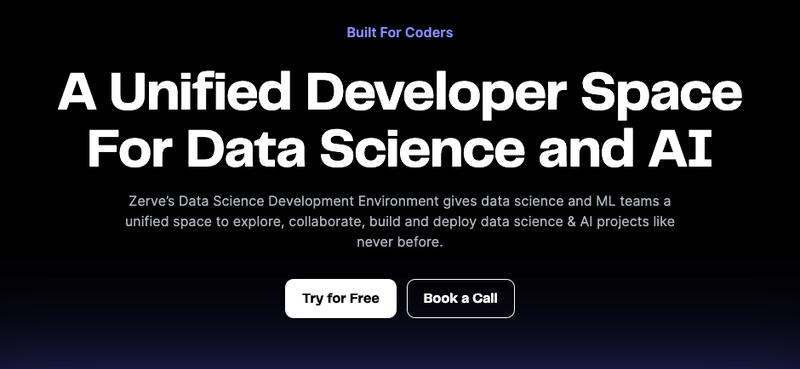 Built For Coders
A Unified Developer Space
For Data Science and AI
Zerve’s Data Science Development Environment gives data science and ML teams a
unified space to explore, collaborate, build and deploy data science & AI projects like
never before.
Try for Free
Book a Call